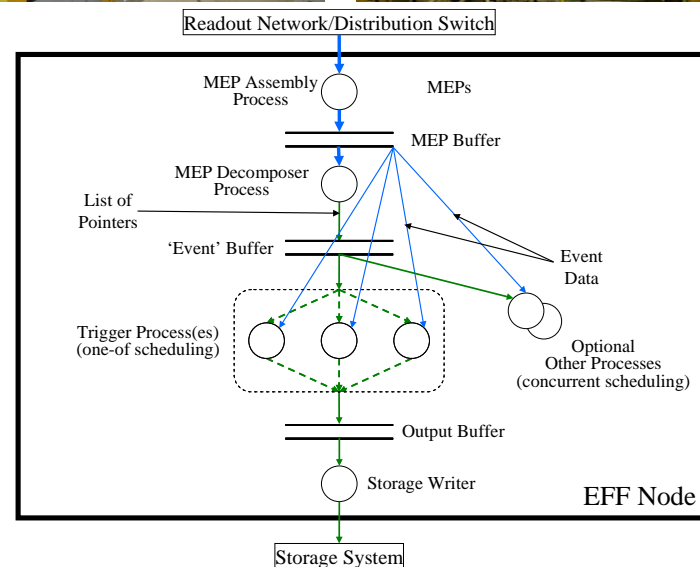 Readout Network/Distribution Switch
MEP Assembly
Process
MEPs
MEP Buffer
MEP Decomposer
Process
List of
Pointers
‘Event’ Buffer
Event
Data
Trigger Process(es)
(one-of scheduling)
Optional
Other Processes
(concurrent scheduling)
Output Buffer
Storage Writer
EFF Node
Storage System